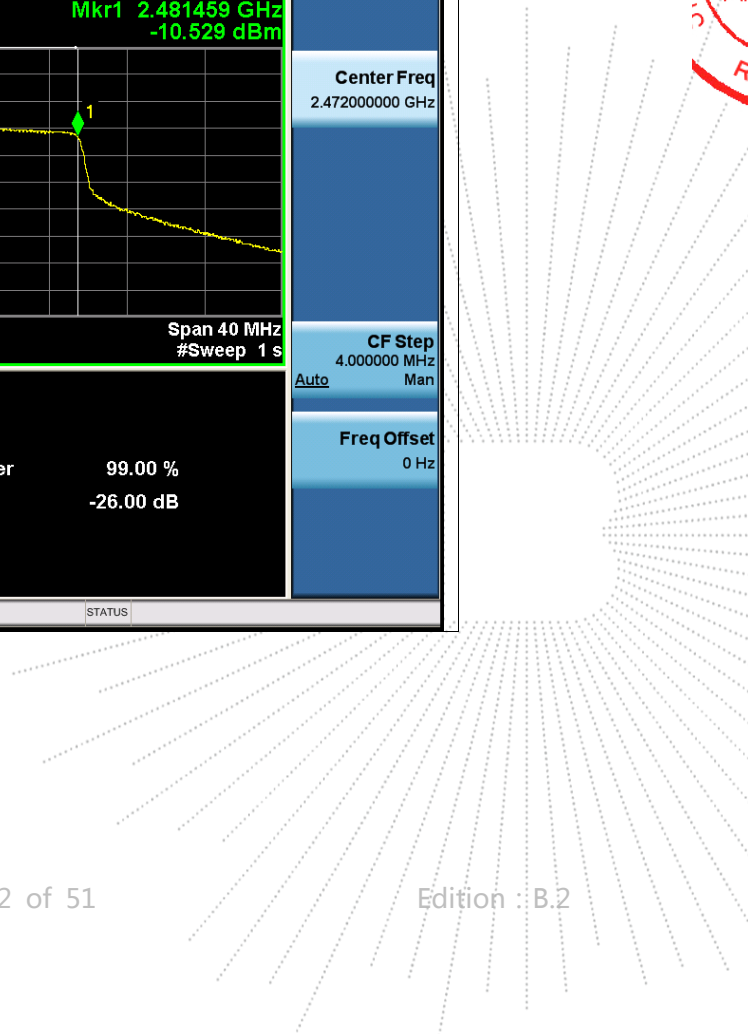 Mkr1 2.481459 GHz
-10.529 dBm
1
Center Freq
2.472000000 GHz
Span 40 MHz
#Sweep 1 s
CF Step
4.000000 MHz
Auto Man
Freq Offset
0 Hz
er 99.00 %
-26.00 dB
STATUS
2 of 51
Edition : B.2